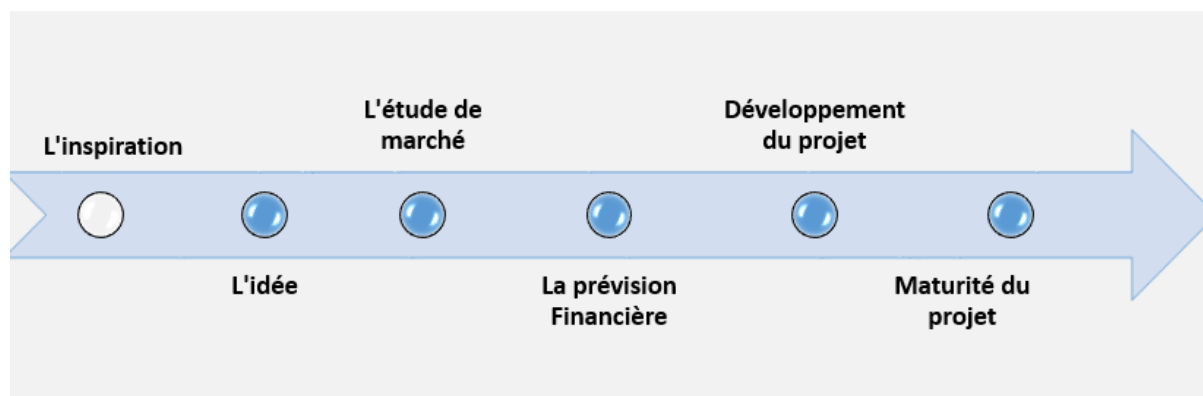 L'inspiration
L'idée
L'étude de
marché
La prévision
Financière
Développement
du projet
Maturité du
projet